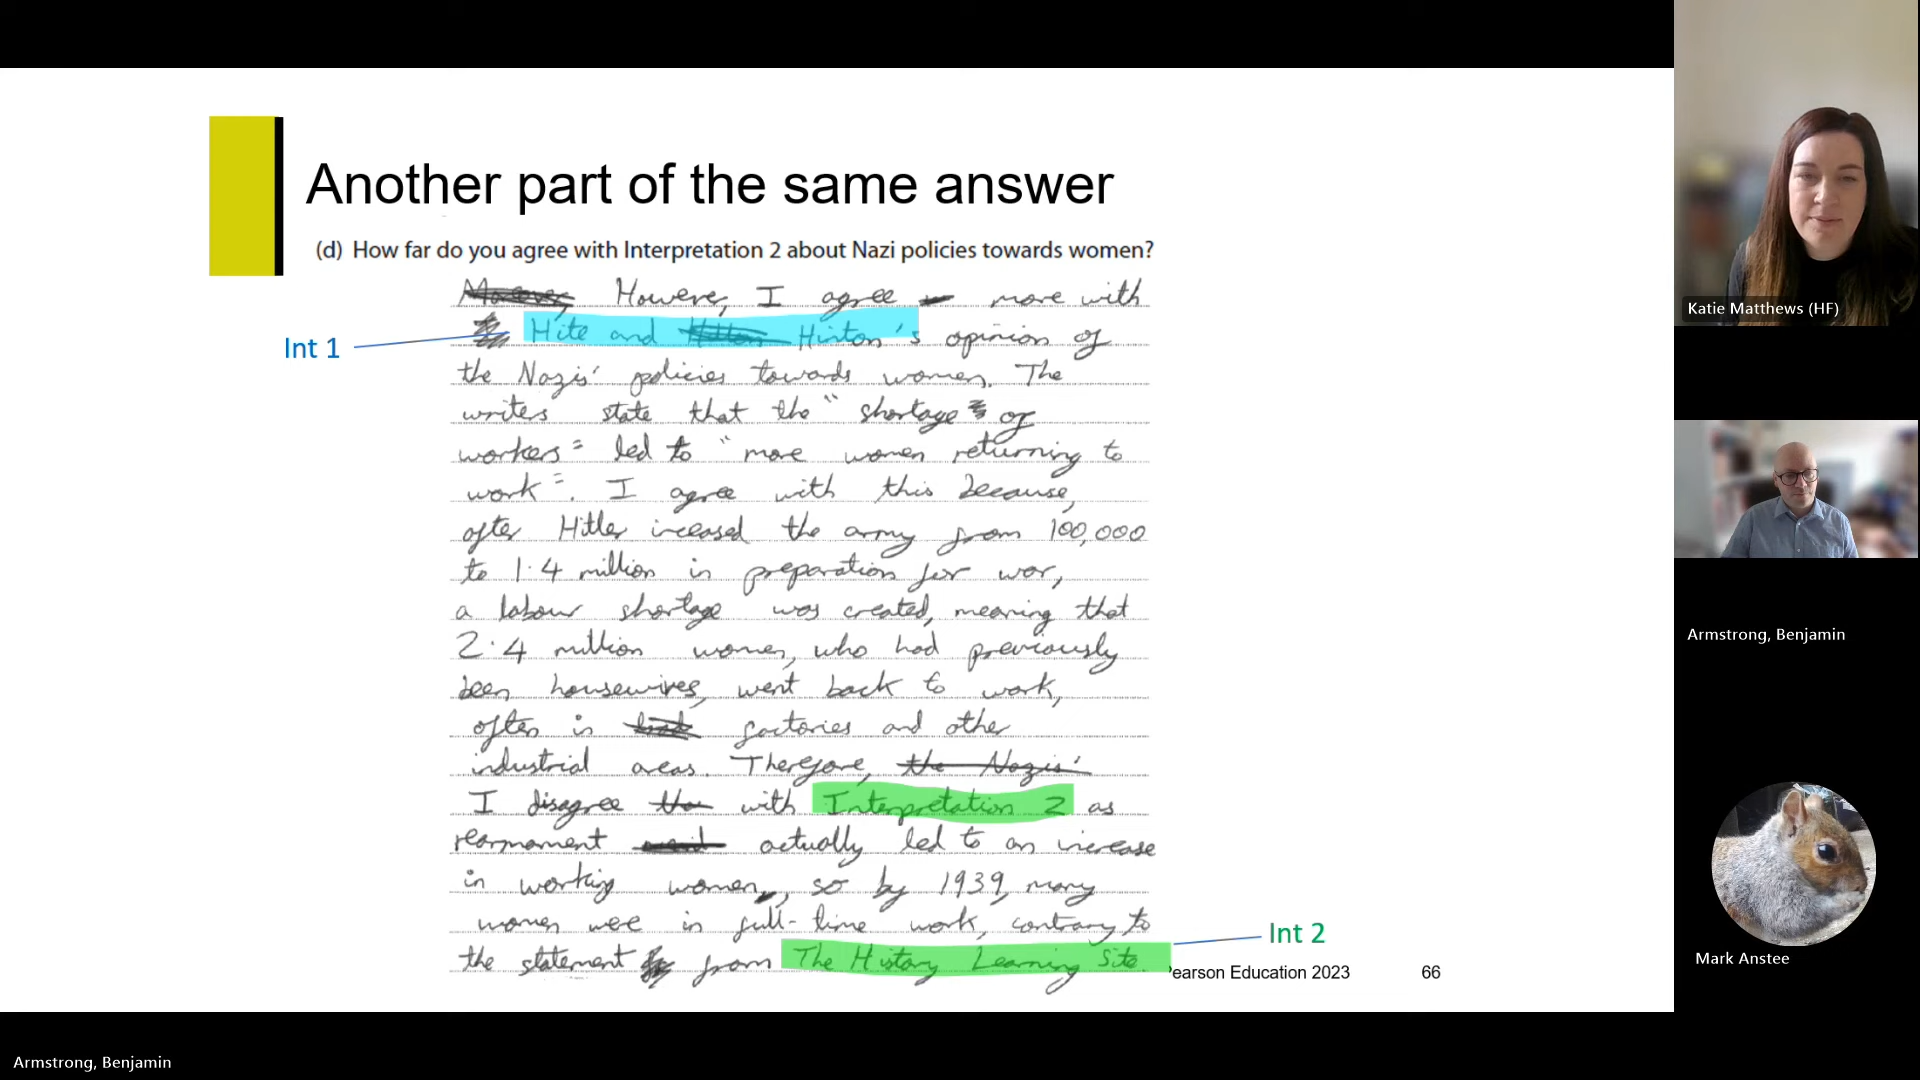 Another part of the same answer
(d) How far do you agree with Interpretation 2 about Nazi policies towards women?
However, I agree more with
Int 1
Hite and Hinton's opinion of
the Nazis' policies towards women. The
writers state that the "shortage of
workers" led to "more women returning to
work". I agree with this because,
after Hitler inceased the army from 100,000
to 1.4 million in preparation for war,
a labour shortage was created, meaning that
2.4 million women, who had previously
been housewives, went back to work,
often in factories and other
industrial areas. Therefore, the Nazis'
I disagree with Interpretation 2 as
rearmament actually led to an increase
in working women, so by 1939, many
women wee in full-time work, contrary to
Int 2
the statement from The History Learning Site.
earson Education 2023
66
Katie Matthews (HF)
Armstrong, Benjamin
Mark Anstee
Armstrong, Benjamin